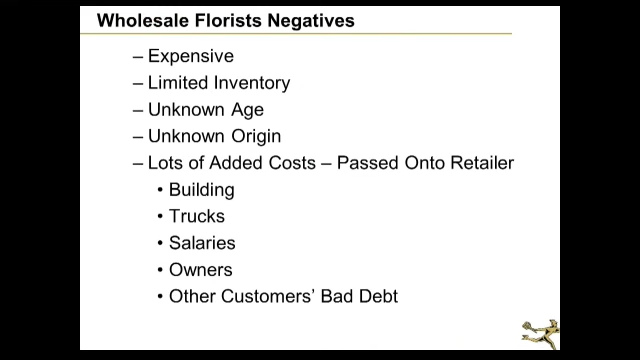 Wholesale Florists Negatives
– Expensive
– Limited Inventory
– Unknown Age
– Unknown Origin
– Lots of Added Costs – Passed Onto Retailer
• Building
• Trucks
• Salaries
• Owners
• Other Customers’ Bad Debt